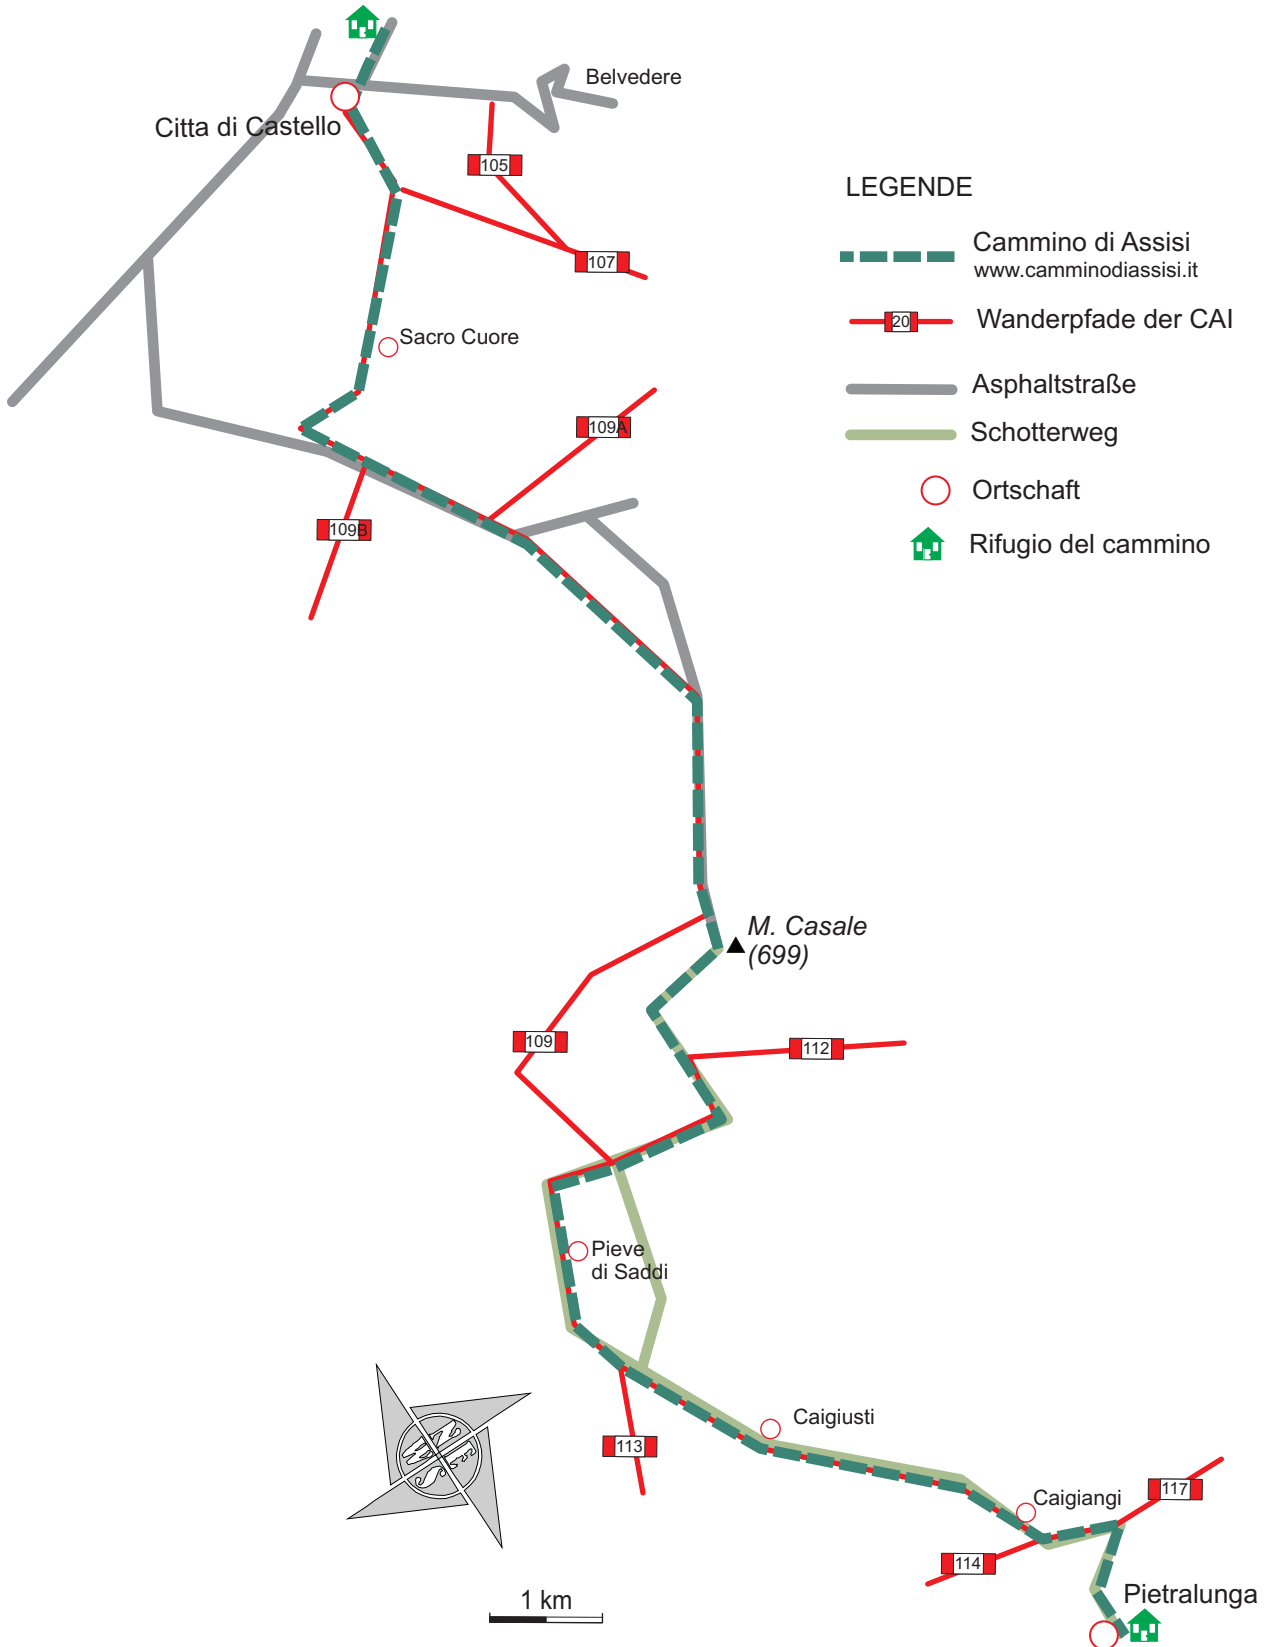 Belvedere
Citta di Castello
105
107
Sacro Cuore
109A
109B
LEGENDE
Cammino di Assisi
www.camminodiassisi.it
20
Wanderpfade der CAI
Asphaltstraße
Schotterweg
Ortschaft
Rifugio del cammino
M. Casale
(699)
109
112
Pieve
di Saddi
Caigiusti
113
Caigiangi
117
114
Pietralunga
1 km